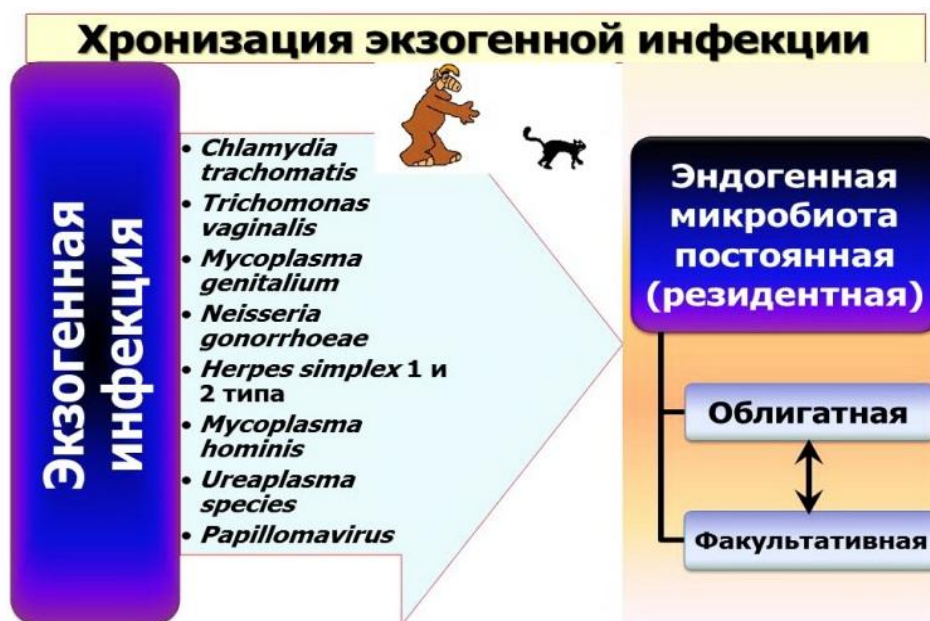 Хронизация экзогенной инфекции
Экзогенная
инфекция
• Chlamydia
trachomatis
• Trichomonas
vaginalis
• Mycoplasma
genitalium
• Neisseria
gonorrhoeae
• Herpes simplex 1 и
2 типа
• Mycoplasma
hominis
• Ureaplasma
species
• Papillomavirus
Эндогенная
микробиота
постоянная
(резидентная)
Облигатная
Факультативная